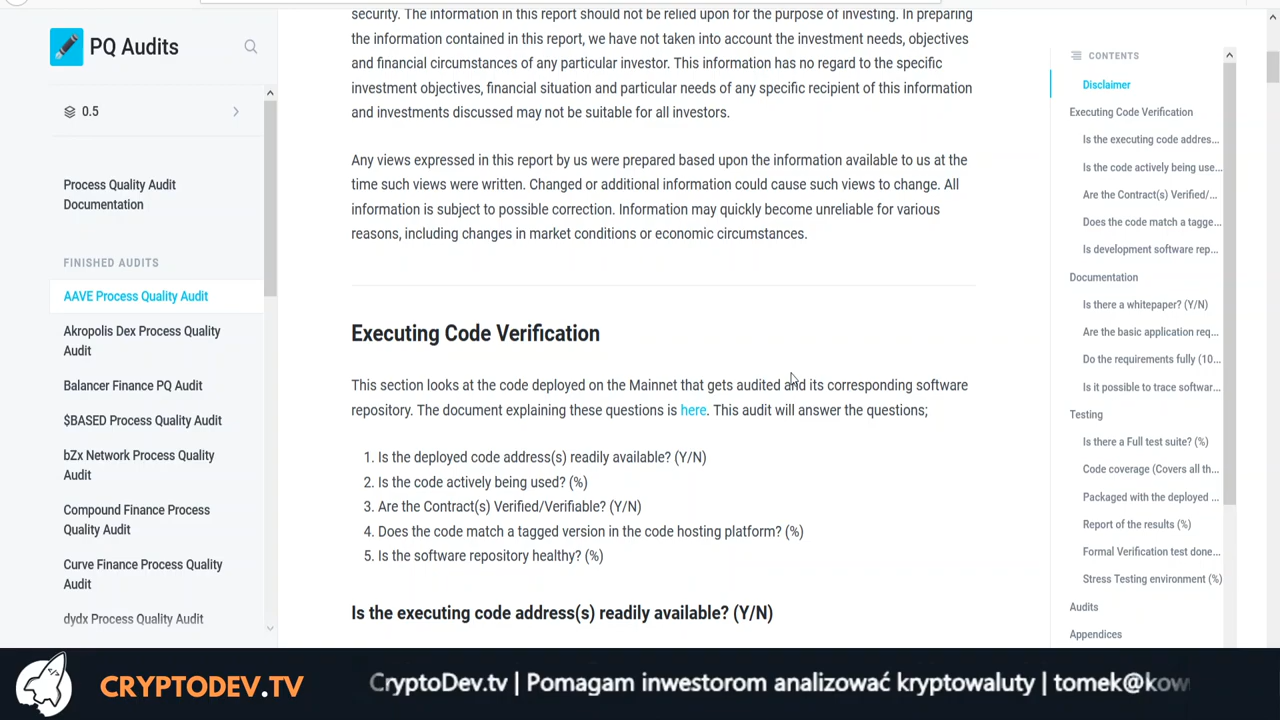 PQ Audits
0.5
Process Quality Audit
Documentation
FINISHED AUDITS
AAVE Process Quality Audit
Akropolis Dex Process Quality
Audit
Balancer Finance PQ Audit
$BASED Process Quality Audit
bZx Network Process Quality
Audit
Compound Finance Process
Quality Audit
Curve Finance Process Quality
Audit
dydx Process Quality Audit
security. The information in this report should not be relied upon for the purpose of investing. In preparing
the information contained in this report, we have not taken into account the investment needs, objectives
and financial circumstances of any particular investor. This information has no regard to the specific
investment objectives, financial situation and particular needs of any specific recipient of this information
and investments discussed may not be suitable for all investors.
Any views expressed in this report by us were prepared based upon the information available to us at the
time such views were written. Changed or additional information could cause such views to change. All
information is subject to possible correction. Information may quickly become unreliable for various
reasons, including changes in market conditions or economic circumstances.
Executing Code Verification
This section looks at the code deployed on the Mainnet that gets audited and its corresponding software
repository. The document explaining these questions is here. This audit will answer the questions;
1. Is the deployed code address(s) readily available? (Y/N)
2. Is the code actively being used? (%)
3. Are the Contract(s) Verified/Verifiable? (Y/N)
4. Does the code match a tagged version in the code hosting platform? (%)
5. Is the software repository healthy? (%)
Is the executing code address(s) readily available? (Y/N)
CONTENTS
Disclaimer
Executing Code Verification
Is the executing code addres...
Is the code actively being use...
Are the Contract(s) Verified/...
Does the code match a tagge...
Is development software rep...
Documentation
Is there a whitepaper? (Y/N)
Are the basic application req...
Do the requirements fully (10...
Is it possible to trace softwar...
Testing
Is there a Full test suite? (%)
Code coverage (Covers all th...
Packaged with the deployed ...
Report of the results (%)
Formal Verification test done...
Stress Testing environment (%)
Audits
Appendices
CRYPTODEV.TV
CryptoDev.tv | Pomagam inwestorom analizować kryptowaluty | tomek@kow